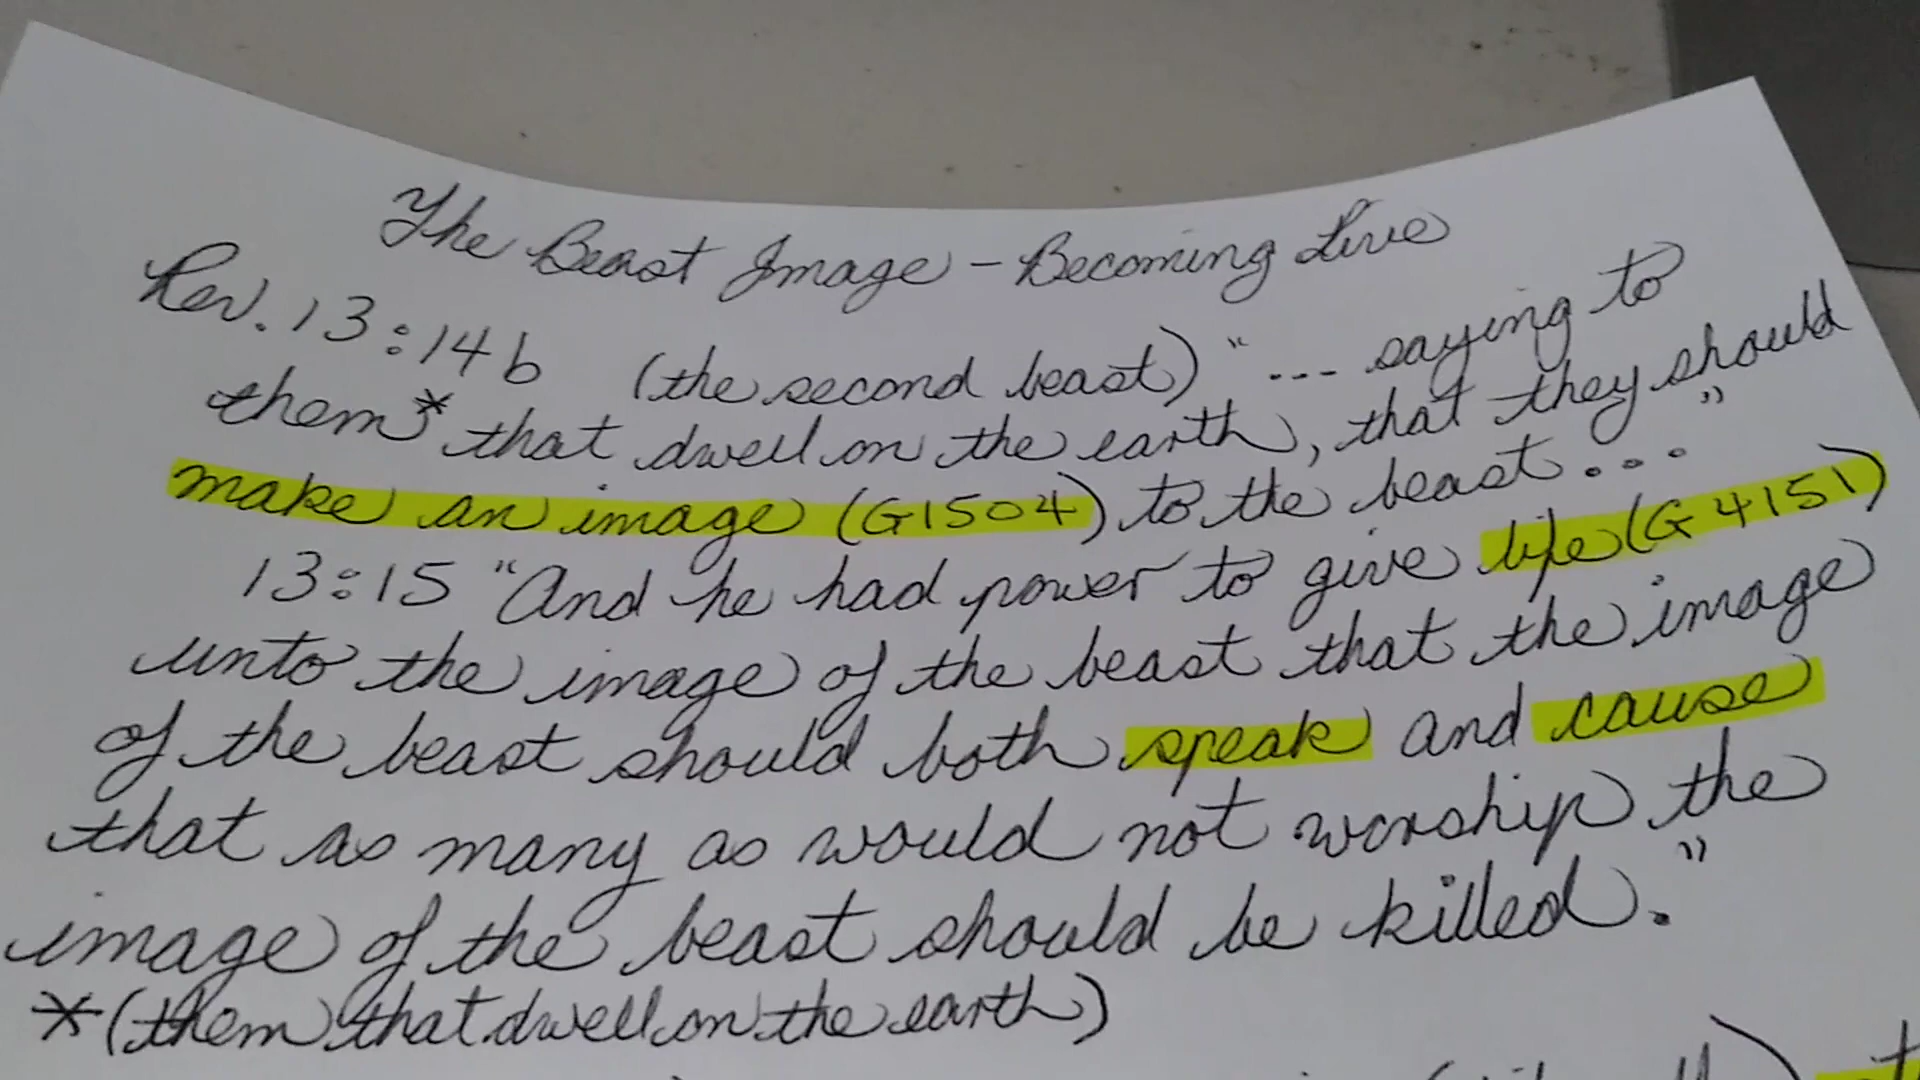 The Beast Image - Becoming Live
Rev. 13:14b (the second beast) "... saying to
them* that dwell on the earth, that they should
make an image (G1504) to the beast..."
13:15 "And he had power to give life (G4151)
unto the image of the beast that the image
of the beast should both speak and cause
that as many as would not worship the
image of the beast should be killed."
*(them that dwell on the earth)